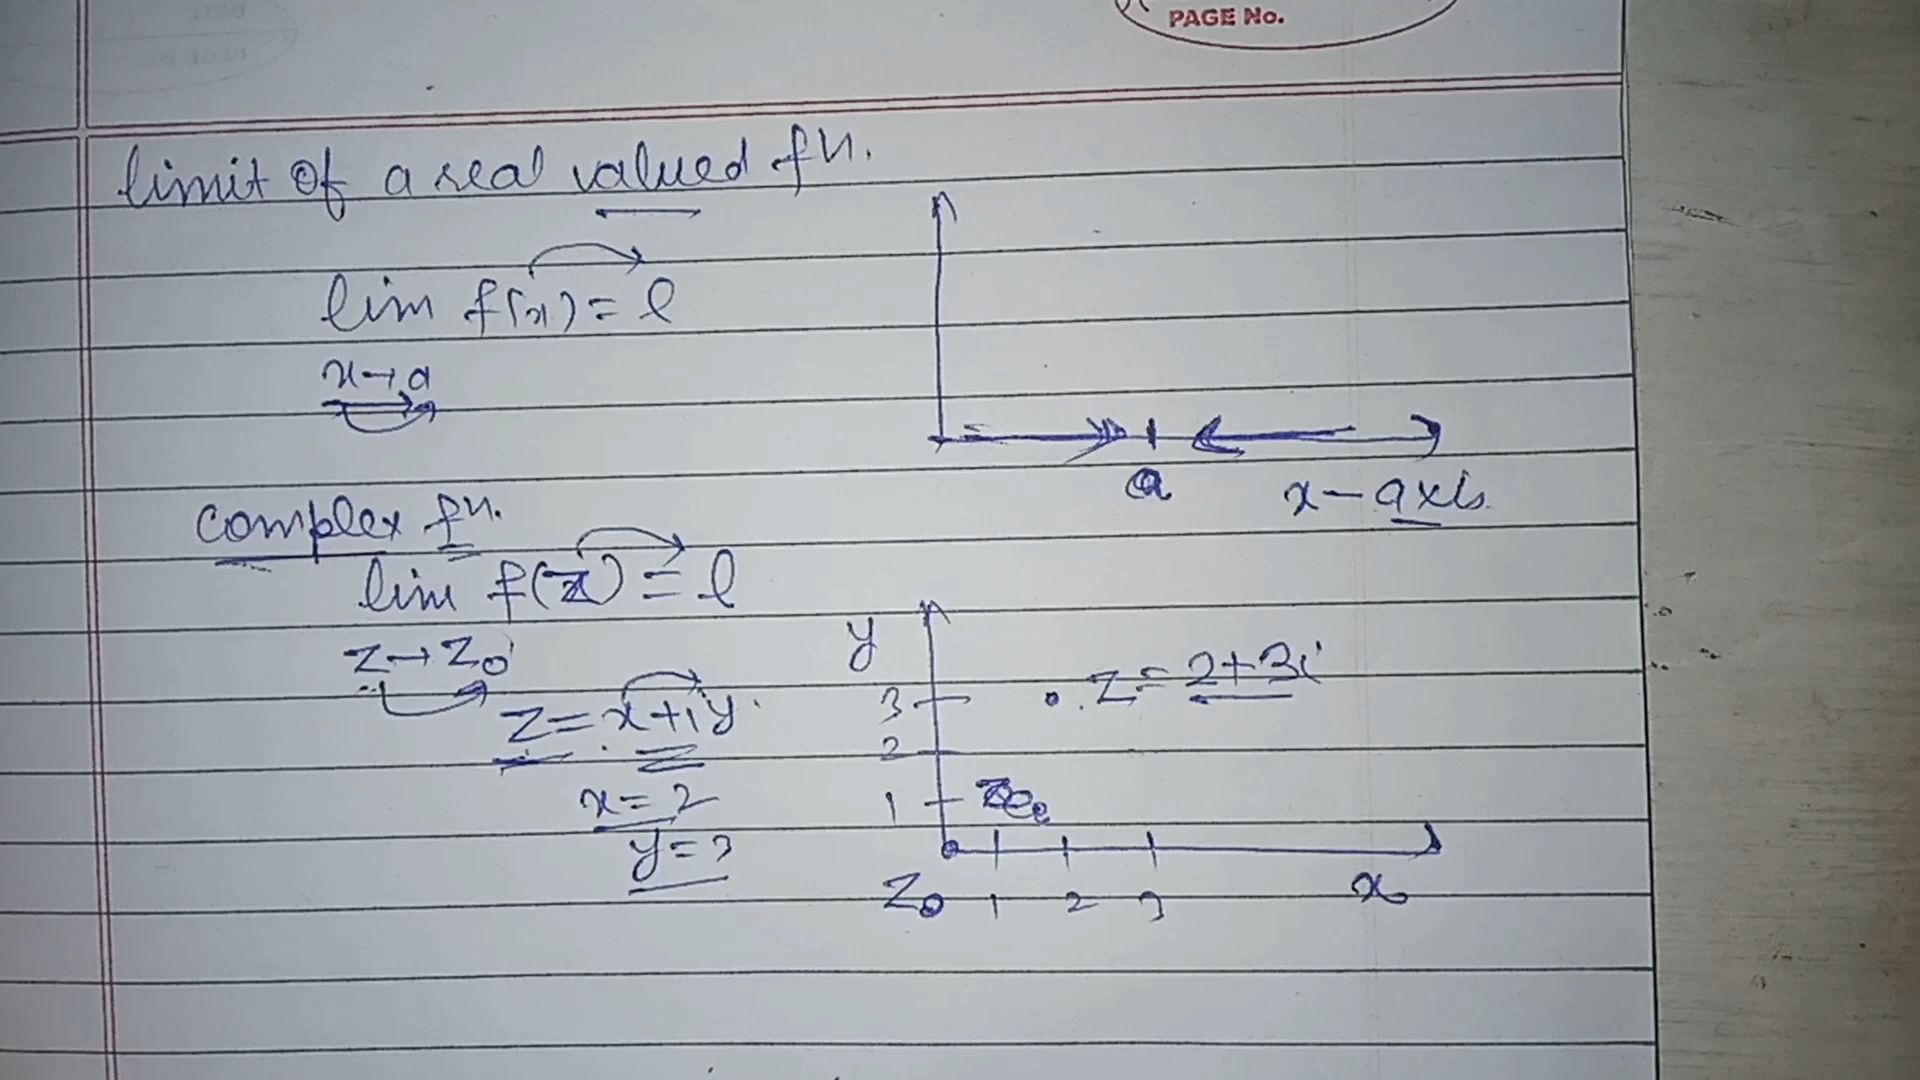 PAGE No.
limit of a real valued fn.
lim f(x) = l
x→a
a
x-axis
complex fn.
lim f(z) = l
z→z₀
z = x+iy
x=2
y=3
y
3
2
1
. z = 2+3i
z₀
1 2 3
x